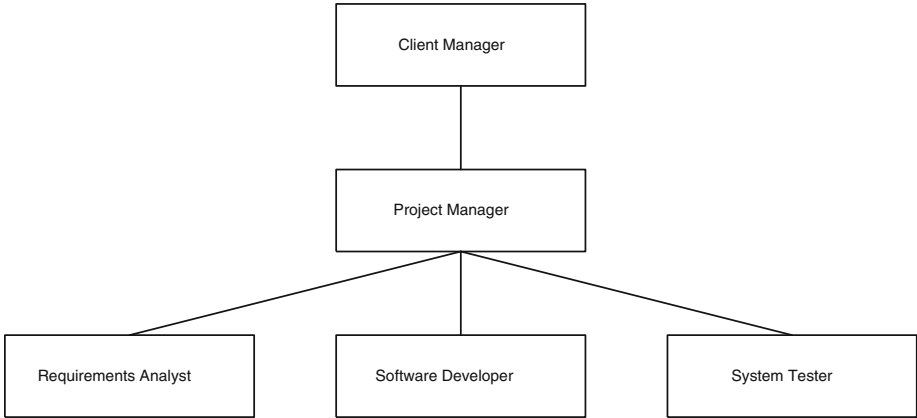 Client Manager
Project Manager
Requirements Analyst
Software Developer
System Tester